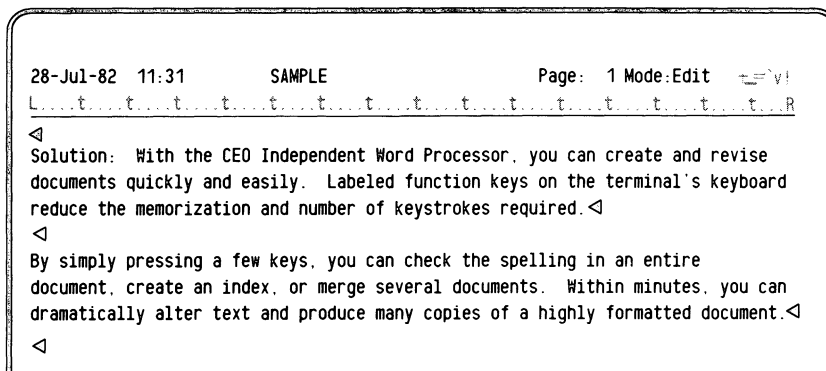 28-Jul-82 11:31 SAMPLE Page: 1 Mode:Edit
L....t....t....t....t....t....t....t....t....t....t....t....t....t....t....t...R
◁
Solution: With the CEO Independent Word Processor, you can create and revise
documents quickly and easily. Labeled function keys on the terminal's keyboard
reduce the memorization and number of keystrokes required.◁
◁
By simply pressing a few keys, you can check the spelling in an entire
document, create an index, or merge several documents. Within minutes, you can
dramatically alter text and produce many copies of a highly formatted document.◁
◁